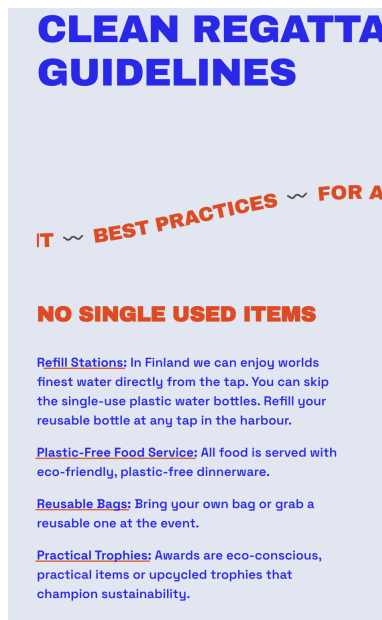 CLEAN REGATTA
GUIDELINES
IT 〰 BEST PRACTICES 〰 FOR A
NO SINGLE USED ITEMS
Refill Stations: In Finland we can enjoy worlds
finest water directly from the tap. You can skip
the single-use plastic water bottles. Refill your
reusable bottle at any tap in the harbour.
Plastic-Free Food Service: All food is served with
eco-friendly, plastic-free dinnerware.
Reusable Bags: Bring your own bag or grab a
reusable one at the event.
Practical Trophies: Awards are eco-conscious,
practical items or upcycled trophies that
champion sustainability.